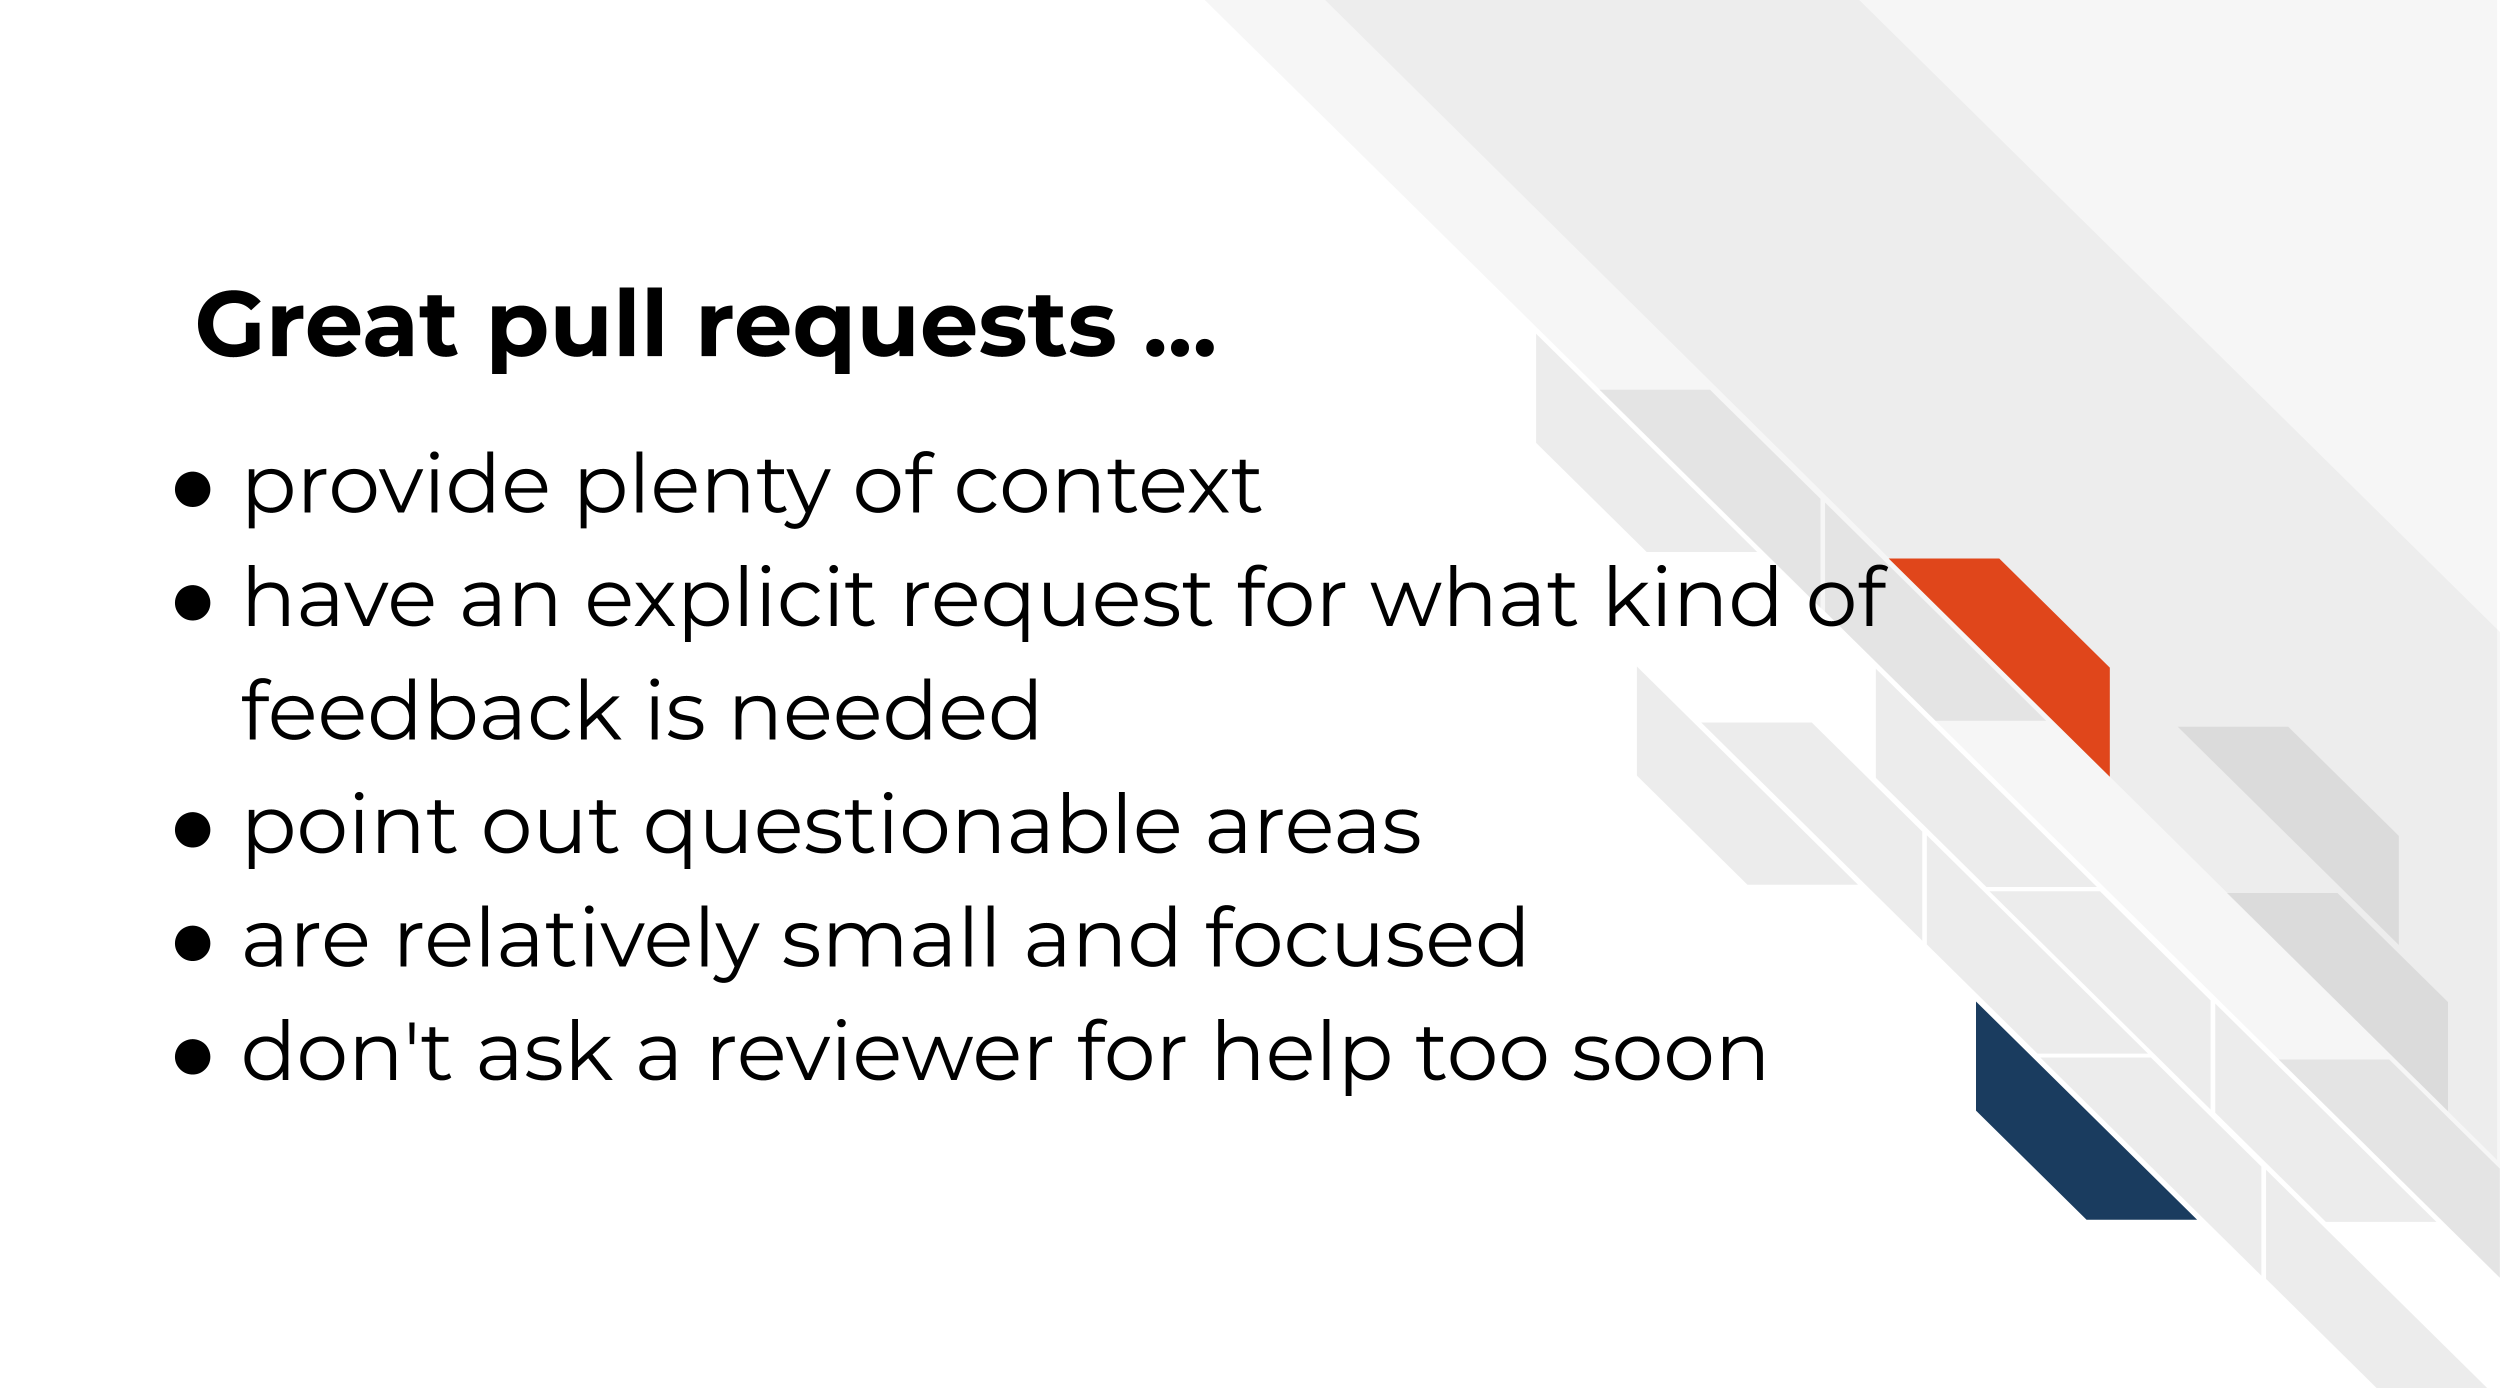 Great pull requests ...
● provide plenty of context
● have an explicit request for what kind of
feedback is needed
● point out questionable areas
● are relatively small and focused
● don't ask a reviewer for help too soon